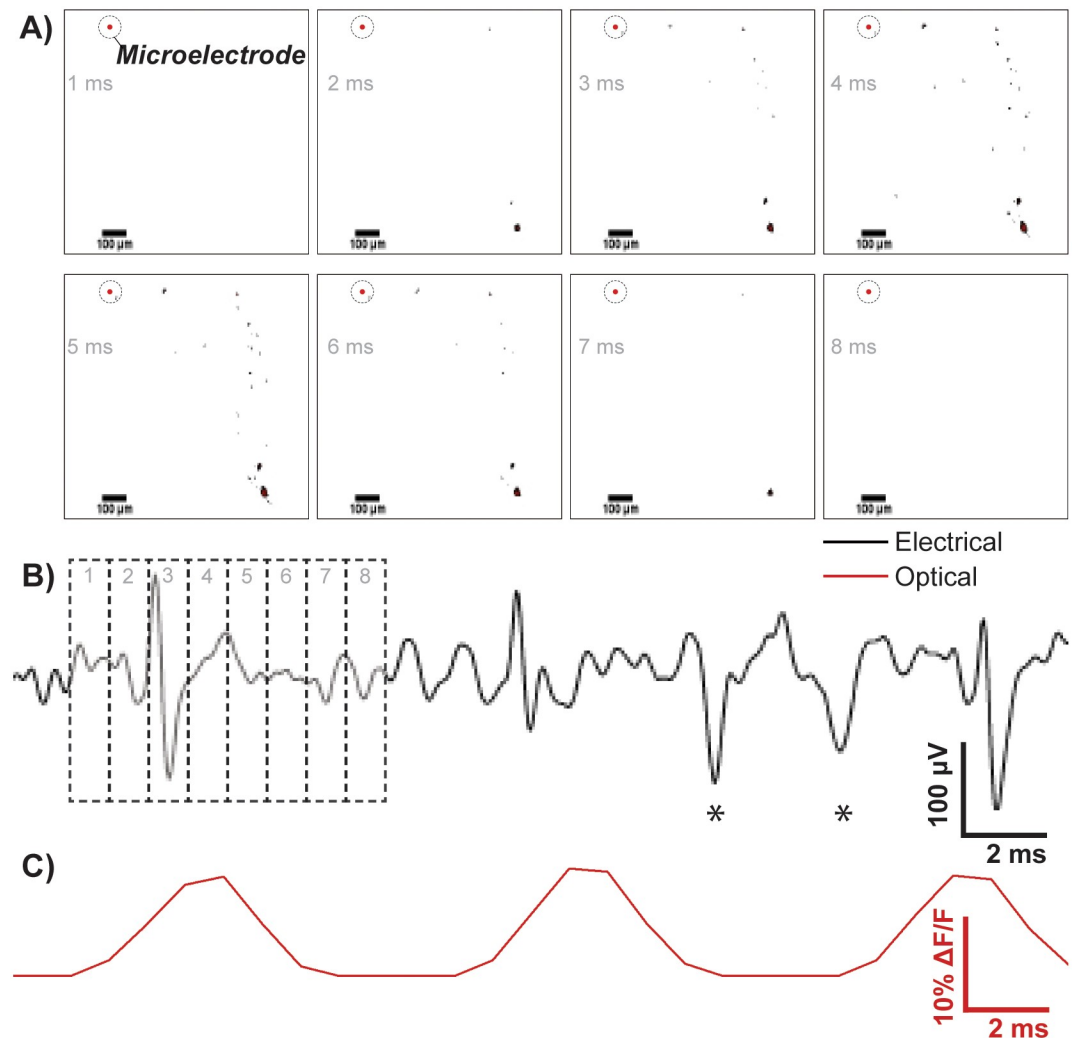 A)
Microelectrode
1 ms
2 ms
3 ms
4 ms
100 µm
100 µm
100 µm
100 µm
5 ms
6 ms
7 ms
8 ms
100 µm
100 µm
100 µm
100 µm
Electrical
Optical
B)
1 2 3 4 5 6 7 8
* *
100 µV
2 ms
C)
10% ΔF/F
2 ms